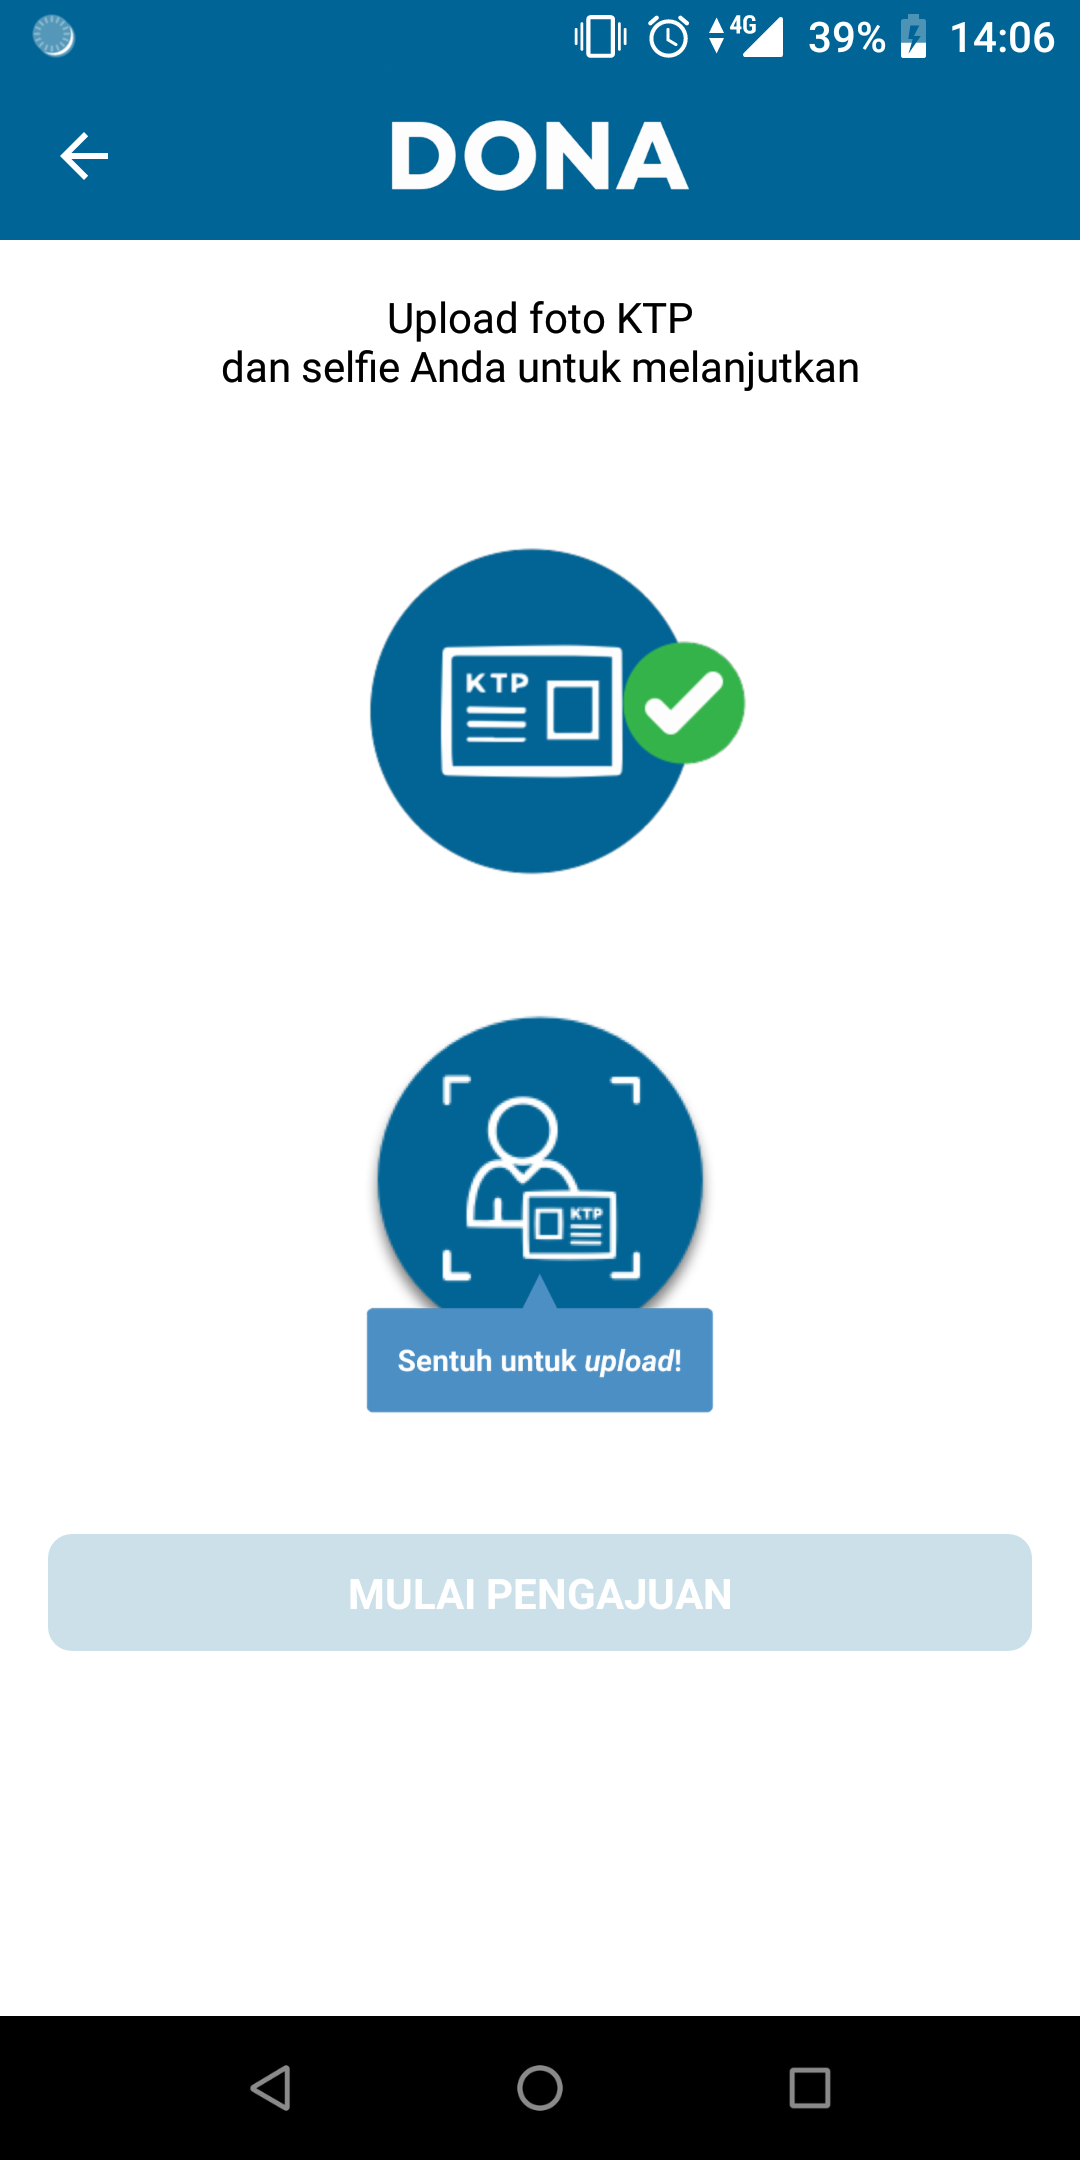 4G 39% 14:06
DONA
Upload foto KTP
dan selfie Anda untuk melanjutkan
KTP
KTP
Sentuh untuk upload!
MULAI PENGAJUAN